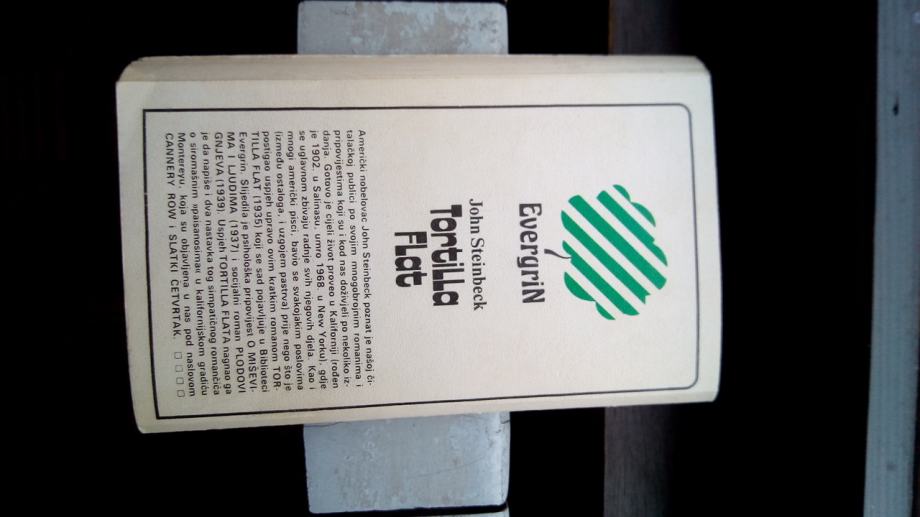 EvergriN
John Steinbeck
TortiLLa
FLat
Američki nobelovac John Steinbeck poznat je našoj či-
talačkoj publici po svojim mnogobrojnim romanima i
pripovijestima koji su i kod nas doživjeli po nekoliko iz-
danja. Gotovo je cijeli život proveo u Kaliforniji (rođen
je 1902. u Salinasu, umro 1968. u New Yorku), gdje
se uglavnom zbivaju radnje svih njegovih djela. Kao i
mnogi američki pisci, bavio se svakojakim poslovima
(između ostaloga, i uzgojem pastrva) prije nego što je
postigao uspjeh upravo ovim kratkim romanom TOR-
TILLA FLAT (1935) koji se sad pojavljuje u Biblioteci
Evergrin. Slijedila je psihološka pripovijest O MIŠEVI-
MA I LJUDIMA (1937) i socijalni roman PLODOVI
GNJEVA (1939). Uspjeh TORTILLA FLATA nagnao ga
je da napiše i dva nastavka tog simpatičnog romančića
o siromašnim »paisanosima« u kalifornijskom gradiću
Montereyu, koja su objavljena u nas pod naslovom
CANNERY ROW i SLATKI ČETVRTAK. □ □ □ □